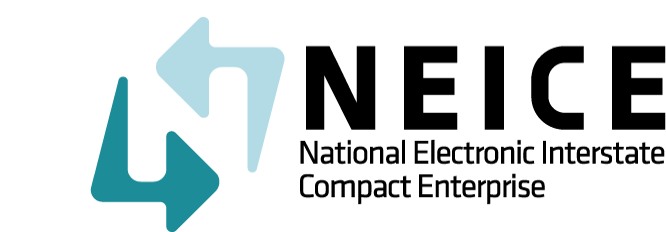 NEICE
National Electronic Interstate
Compact Enterprise